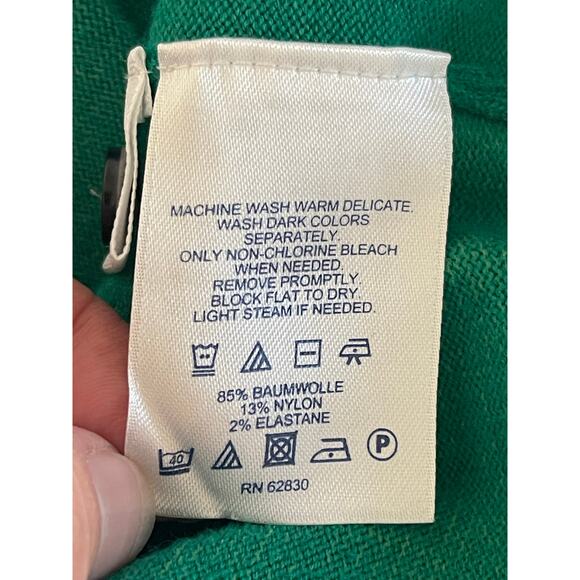 MACHINE WASH WARM DELICATE.
WASH DARK COLORS
SEPARATELY.
ONLY NON-CHLORINE BLEACH
WHEN NEEDED.
REMOVE PROMPTLY.
BLOCK FLAT TO DRY.
LIGHT STEAM IF NEEDED.
85% BAUMWOLLE
13% NYLON
2% ELASTANE
40 P
RN 62830